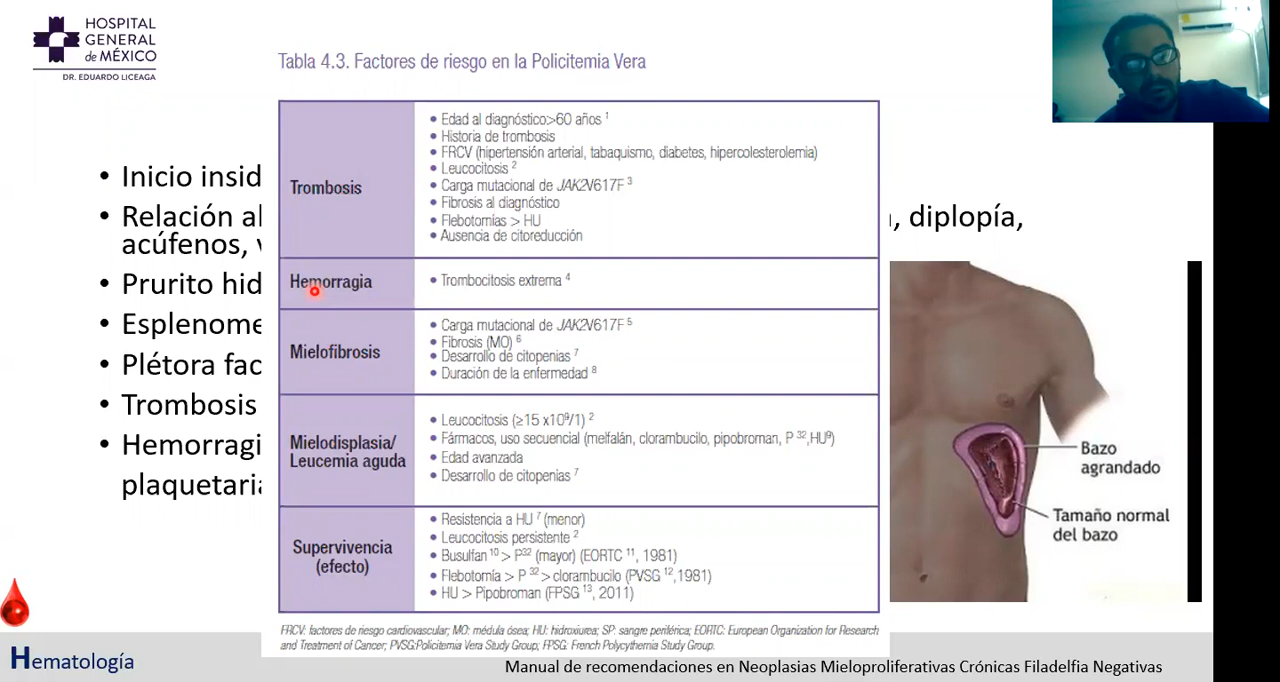 HOSPITAL
GENERAL
de MÉXICO
DR. EDUARDO LICEAGA
Tabla 4.3. Factores de riesgo en la Policitemia Vera
Trombosis
• Edad al diagnóstico>60 años 1
• Historia de trombosis
• FRCV (hipertensión arterial, tabaquismo, diabetes, hipercolesterolemia)
• Leucocitosis 2
• Carga mutacional de JAK2V617F 3
• Fibrosis al diagnóstico
• Flebotomías > HU
• Ausencia de citoreducción
Hemorragia
• Trombocitosis extrema 4
Mielofibrosis
• Carga mutacional de JAK2V617F 5
• Fibrosis (MO) 6
• Desarrollo de citopenias 7
• Duración de la enfermedad 8
Mielodisplasia/
Leucemia aguda
• Leucocitosis (≥15 x109/1) 2
• Fármacos, uso secuencial (melfalán, clorambucilo, pipobroman, P 32,HU9)
• Edad avanzada
• Desarrollo de citopenias 7
Supervivencia
(efecto)
• Resistencia a HU 7 (menor)
• Leucocitosis persistente 2
• Busulfan 10 > P32 (mayor) (EORTC 11, 1981)
• Flebotomía > P 32 > clorambucilo (PVSG 12,1981)
• HU > Pipobroman (FPSG 13, 2011)
FRCV: factores de riesgo cardiovascular; MO: médula ósea; HU: hidroxiurea; SP: sangre periférica; EORTC: European Organization for Research
and Treatment of Cancer; PVSG:Policitemia Vera Study Group; FPSG: French Polycythemia Study Group.
• Inicio insid
• Relación al
, diplopía,
acúfenos, v
• Prurito hid
• Esplenome
• Plétora fac
• Trombosis
• Hemorragi
plaquetaria
Bazo
agrandado
Tamaño normal
del bazo
Hematología
Manual de recomendaciones en Neoplasias Mieloproliferativas Crónicas Filadelfia Negativas